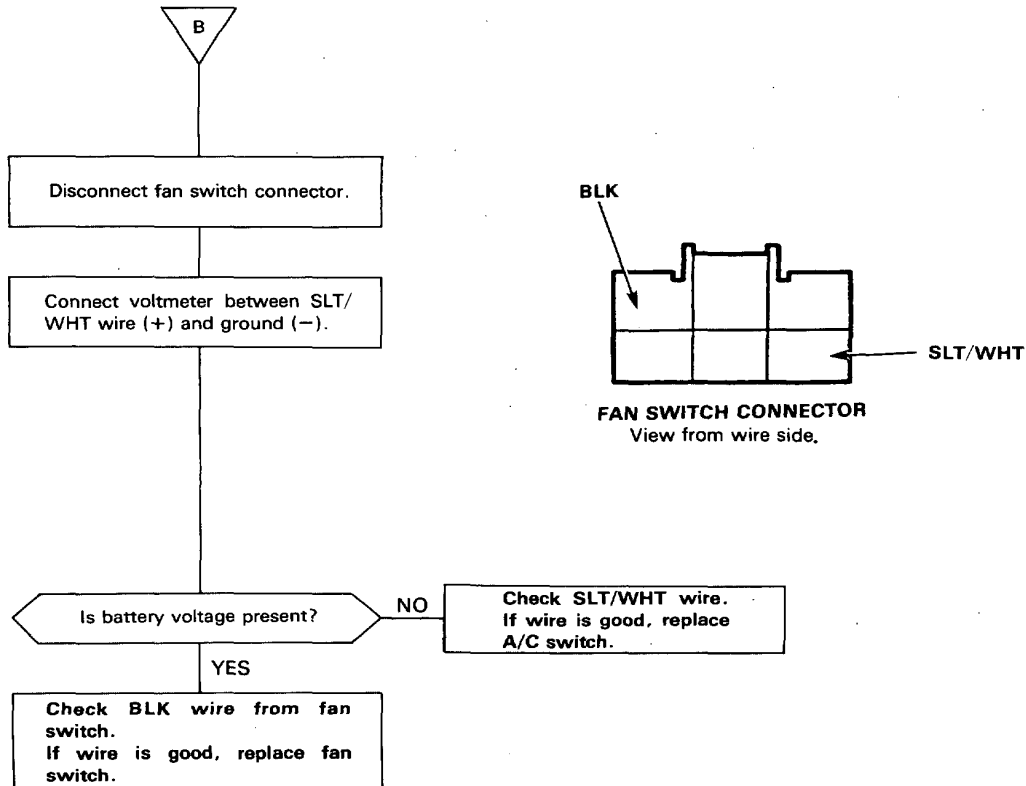 B
Disconnect fan switch connector.
Connect voltmeter between SLT/
WHT wire (+) and ground (−).
BLK
SLT/WHT
FAN SWITCH CONNECTOR
View from wire side.
Is battery voltage present?
NO
Check SLT/WHT wire.
If wire is good, replace
A/C switch.
YES
Check BLK wire from fan
switch.
If wire is good, replace fan
switch.